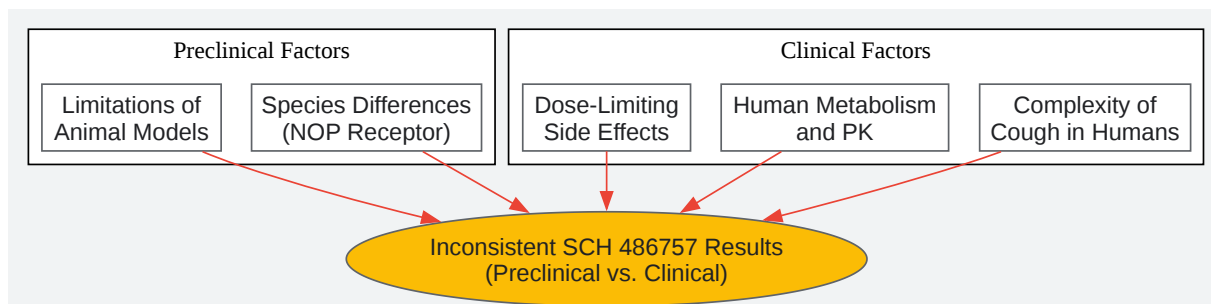 Preclinical Factors
Clinical Factors
Limitations of
Animal Models
Species Differences
(NOP Receptor)
Dose-Limiting
Side Effects
Human Metabolism
and PK
Complexity of
Cough in Humans
Inconsistent SCH 486757 Results
(Preclinical vs. Clinical)